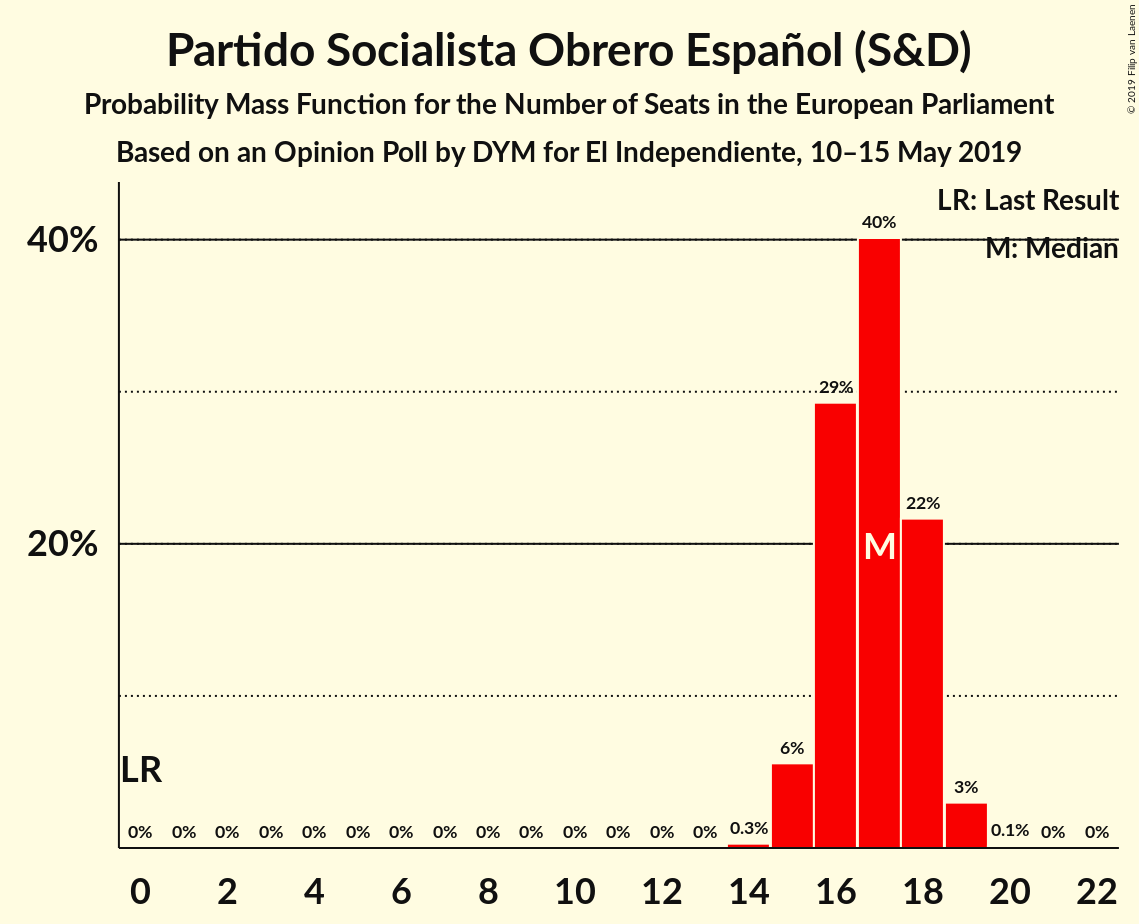 Partido Socialista Obrero Español (S&D)
Probability Mass Function for the Number of Seats in the European Parliament
Based on an Opinion Poll by DYM for El Independiente, 10–15 May 2019
© 2019 Filip van Laenen
LR: Last Result
M: Median
40%
20%
40%
29%
22%
M
6%
3%
LR
0% 0% 0% 0% 0% 0% 0% 0% 0% 0% 0% 0% 0% 0% 0.3% 0.1% 0% 0%
0 2 4 6 8 10 12 14 16 18 20 22